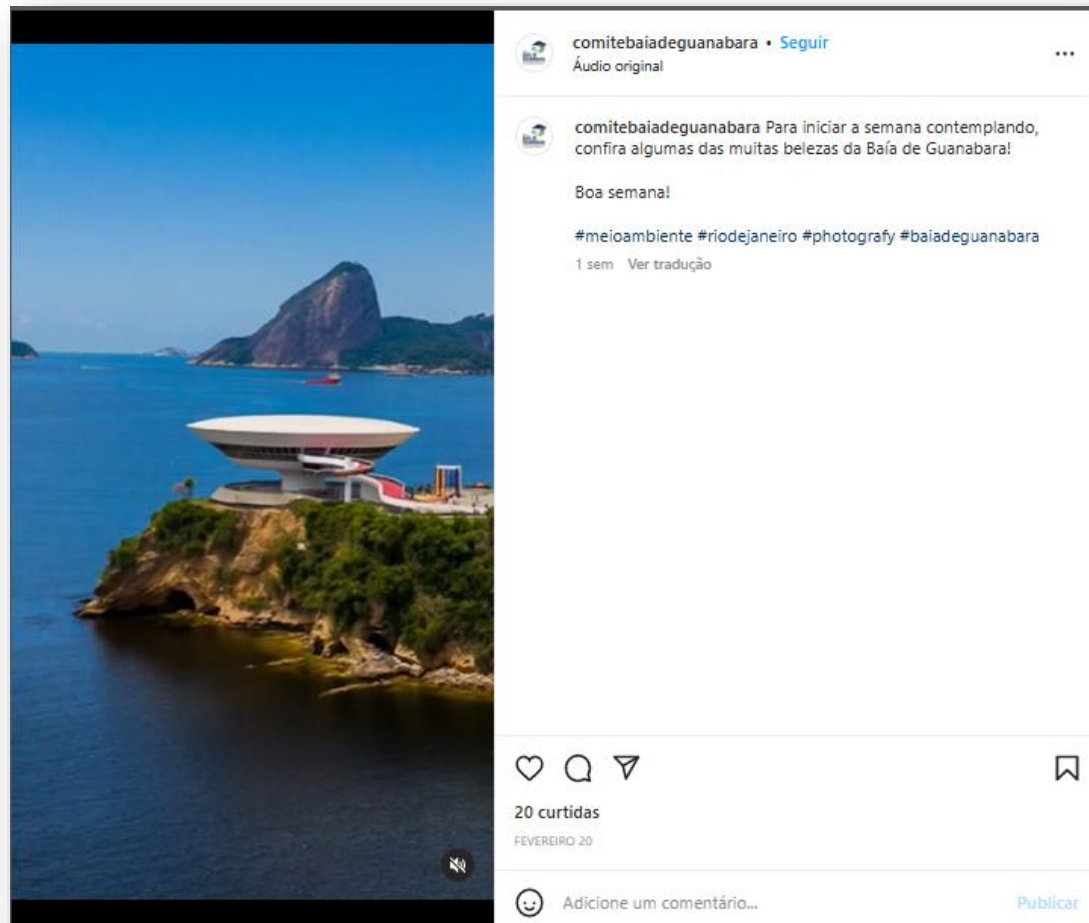 comitebaiadeguanabara • Seguir
Áudio original
comitebaiadeguanabara Para iniciar a semana contemplando,
confira algumas das muitas belezas da Baía de Guanabara!
Boa semana!
#meioambiente #riodejaneiro #photografy #baiadeguanabara
1 sem Ver tradução
20 curtidas
FEVEREIRO 20
Adicione um comentário...
Publicar